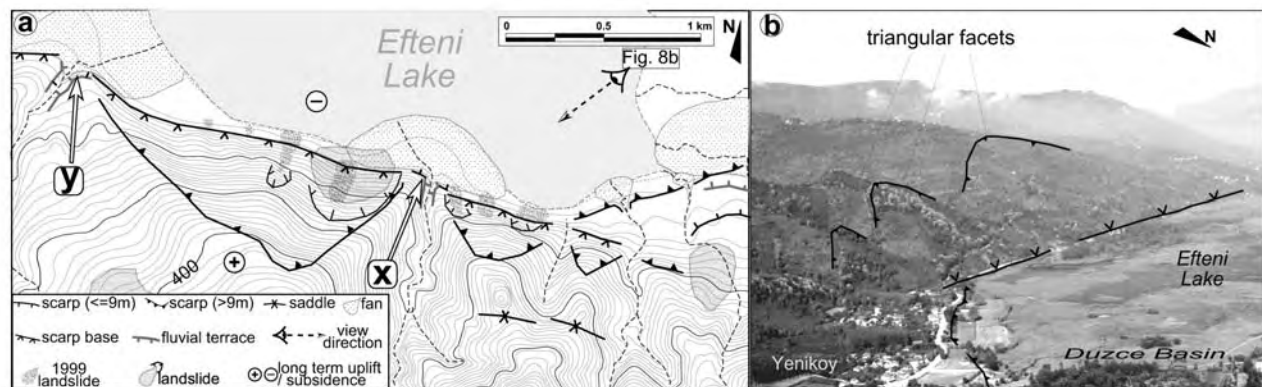 a
Efteni
Lake
0 0.5 1 km
N
Fig. 8b
y
x
400
scarp (<=9m) scarp (>9m) saddle fan
scarp base fluvial terrace view
direction
1999
landslide
landslide
long term uplift
subsidence
b
triangular facets
N
Efteni
Lake
Yenikoy
Duzce Basin